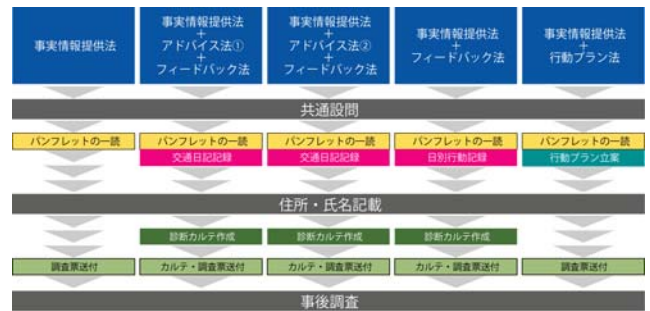 事実情報提供法
事実情報提供法
+
アドバイス法①
+
フィードバック法
事実情報提供法
+
アドバイス法②
+
フィードバック法
事実情報提供法
+
フィードバック法
事実情報提供法
+
行動プラン法
共通設問
パンフレットの一読
パンフレットの一読
パンフレットの一読
パンフレットの一読
パンフレットの一読
交通日記記録
交通日記記録
日別行動記録
行動プラン立案
住所・氏名記載
診断カルテ作成
診断カルテ作成
診断カルテ作成
調査票送付
カルテ・調査票送付
カルテ・調査票送付
カルテ・調査票送付
調査票送付
事後調査